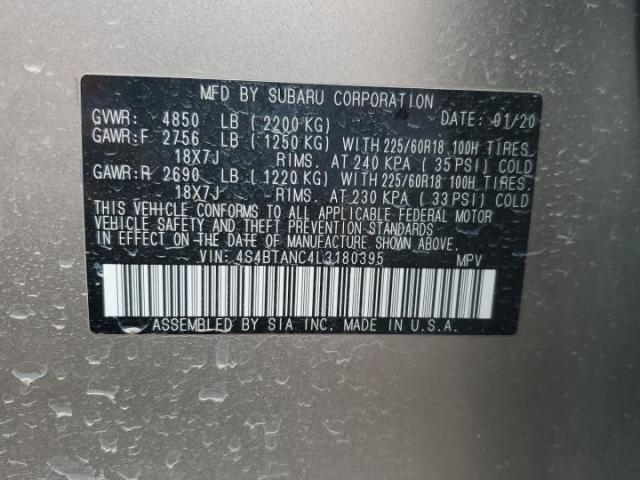 MFD BY SUBARU CORPORATION DATE: 01/20
GVWR: 4850 LB (2200 KG)
GAWR:F 2756 LB (1250 KG) WITH 225/60R18 100H TIRES.
18X7J RIMS. AT 240 KPA (35 PSI) COLD
GAWR:R 2690 LB (1220 KG) WITH 225/60R18 100H TIRES.
18X7J RIMS. AT 230 KPA (33 PSI) COLD
THIS VEHICLE CONFORMS TO ALL APPLICABLE FEDERAL MOTOR
VEHICLE SAFETY AND THEFT PREVENTION STANDARDS
IN EFFECT ON THE DATE OF MANUFACTURE SHOWN ABOVE.
VIN: 4S4BTANC4L3180395 MPV
ASSEMBLED BY SIA INC. MADE IN U.S.A.